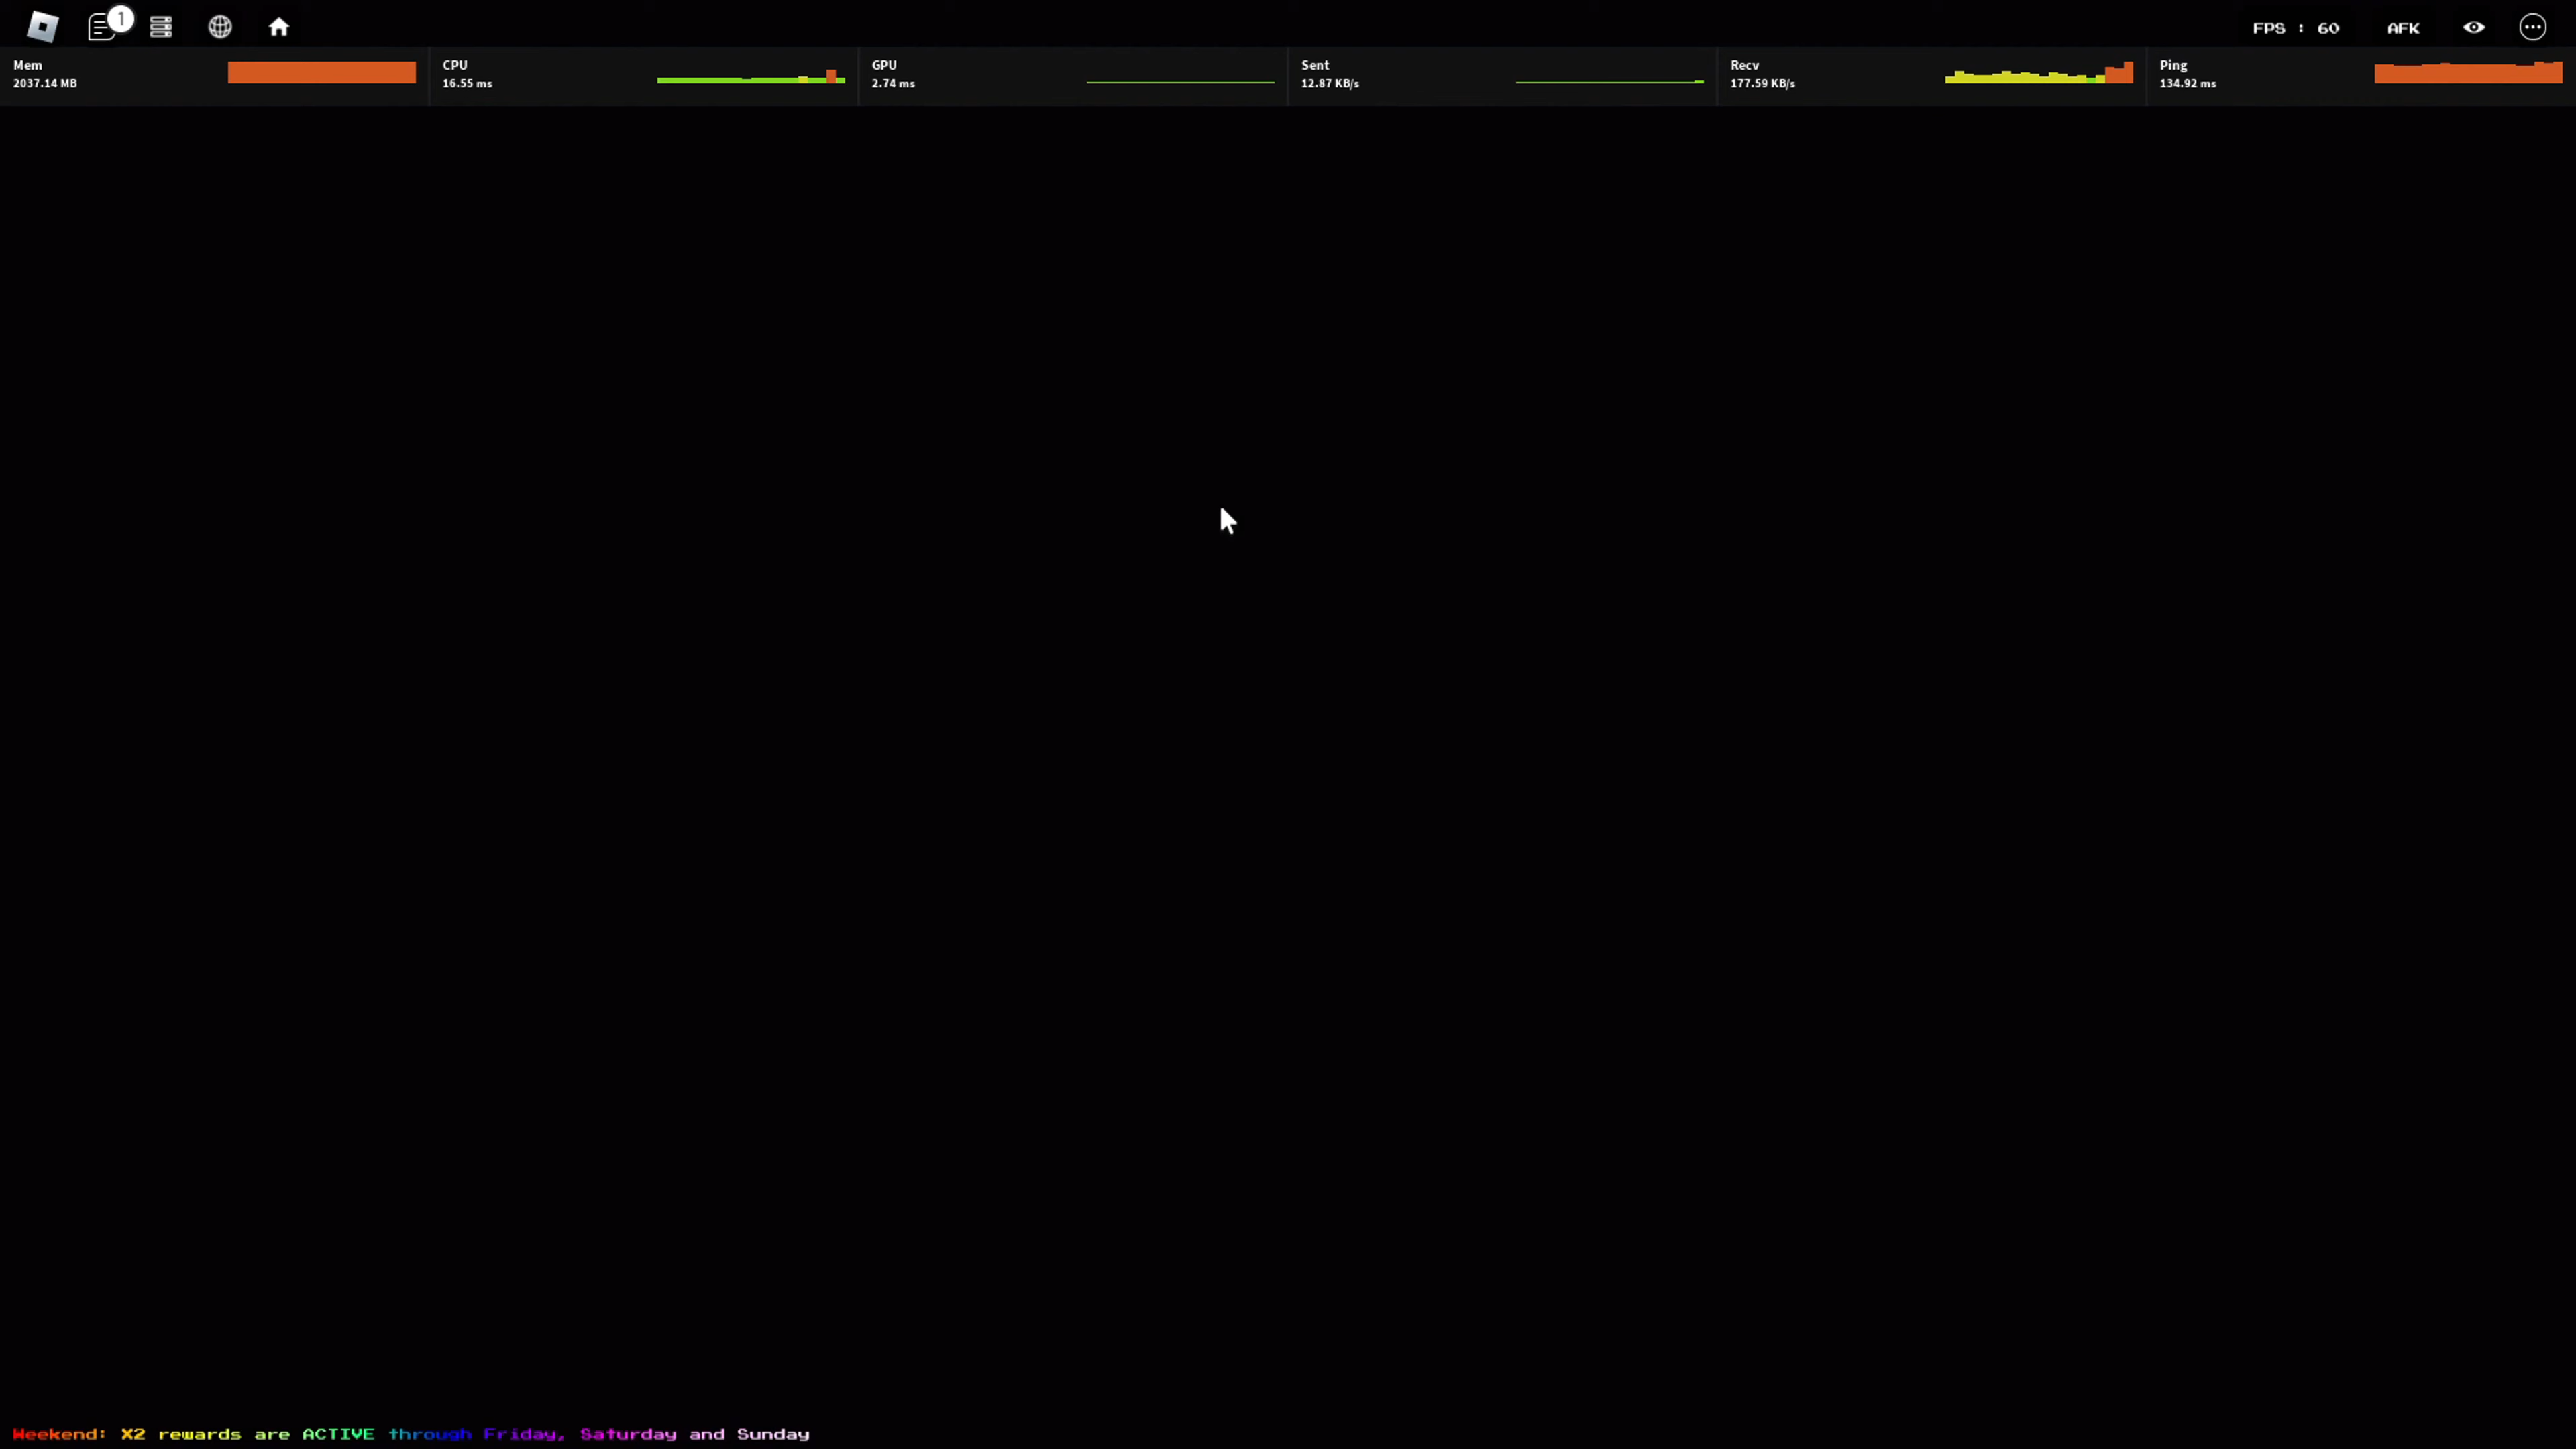 1
FPS : 60 AFK
Mem CPU GPU Sent Recv Ping
2037.14 MB 16.55 ms 2.74 ms 12.87 KB/s 177.59 KB/s 134.92 ms
Weekend: X2 rewards are ACTIVE through Friday, Saturday and Sunday